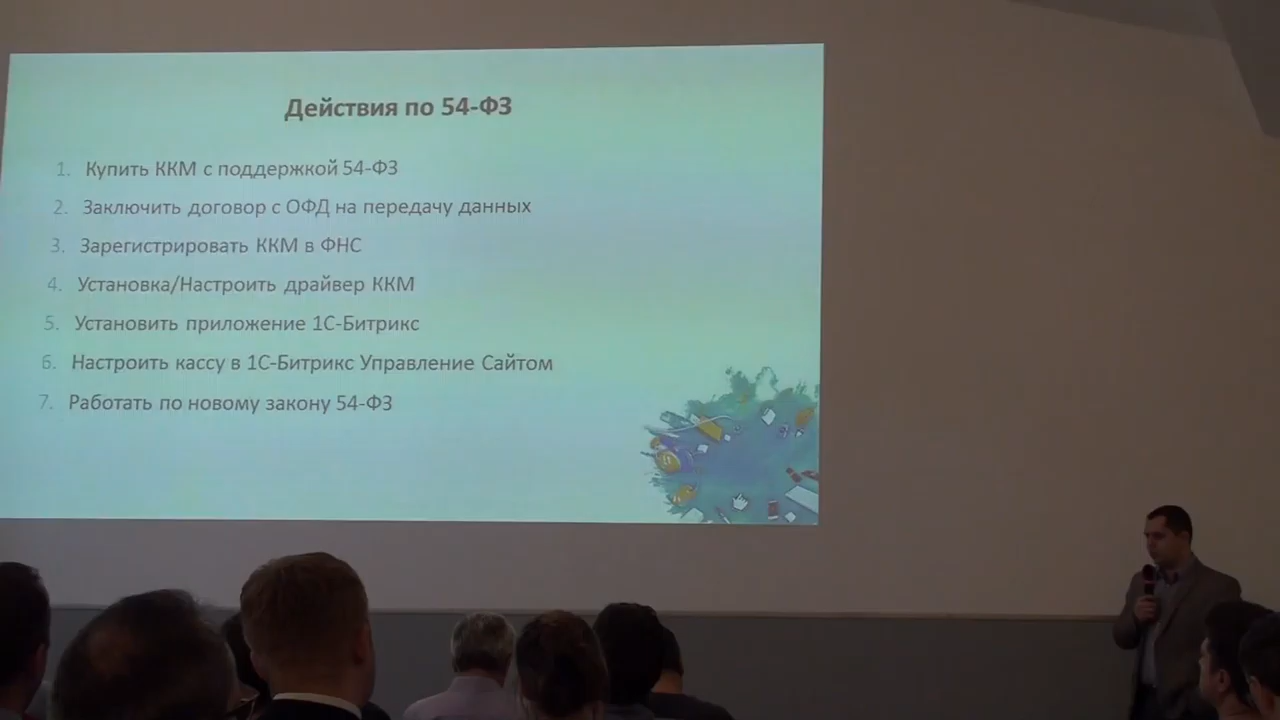 Действия по 54-ФЗ
1. Купить ККМ с поддержкой 54-ФЗ
2. Заключить договор с ОФД на передачу данных
3. Зарегистрировать ККМ в ФНС
4. Установка/Настроить драйвер ККМ
5. Установить приложение 1С-Битрикс
6. Настроить кассу в 1С-Битрикс Управление Сайтом
7. Работать по новому закону 54-ФЗ